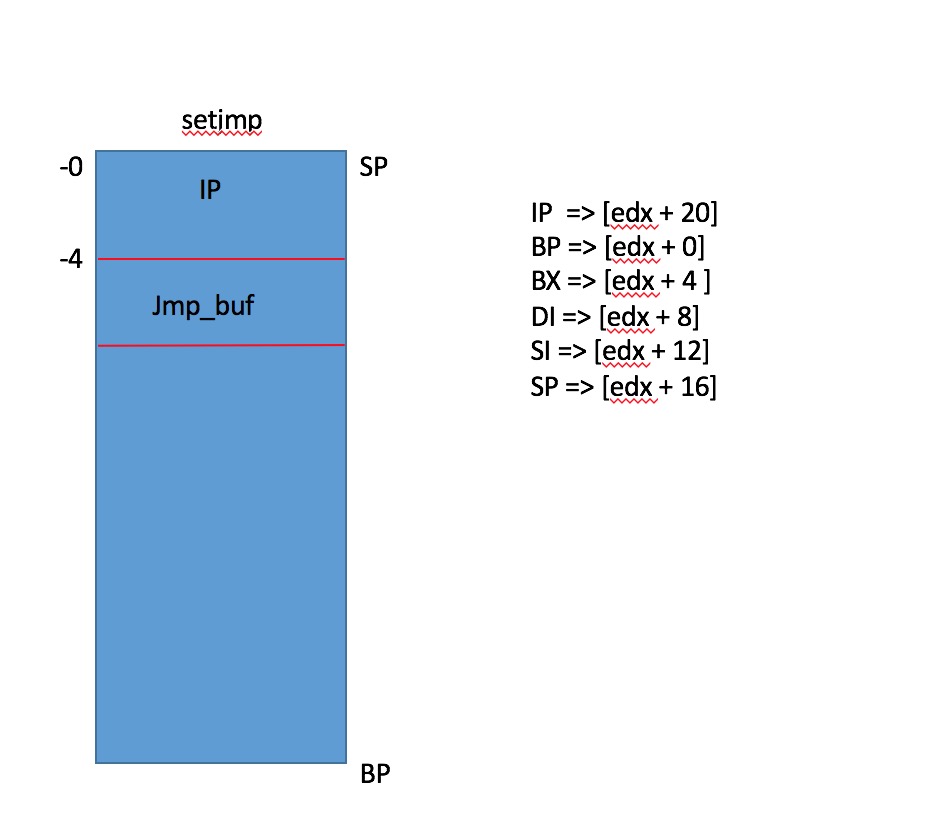 setjmp
-0
SP
IP
-4
Jmp_buf
BP
IP => [edx + 20]
BP => [edx + 0]
BX => [edx + 4 ]
DI => [edx + 8]
SI => [edx + 12]
SP => [edx + 16]